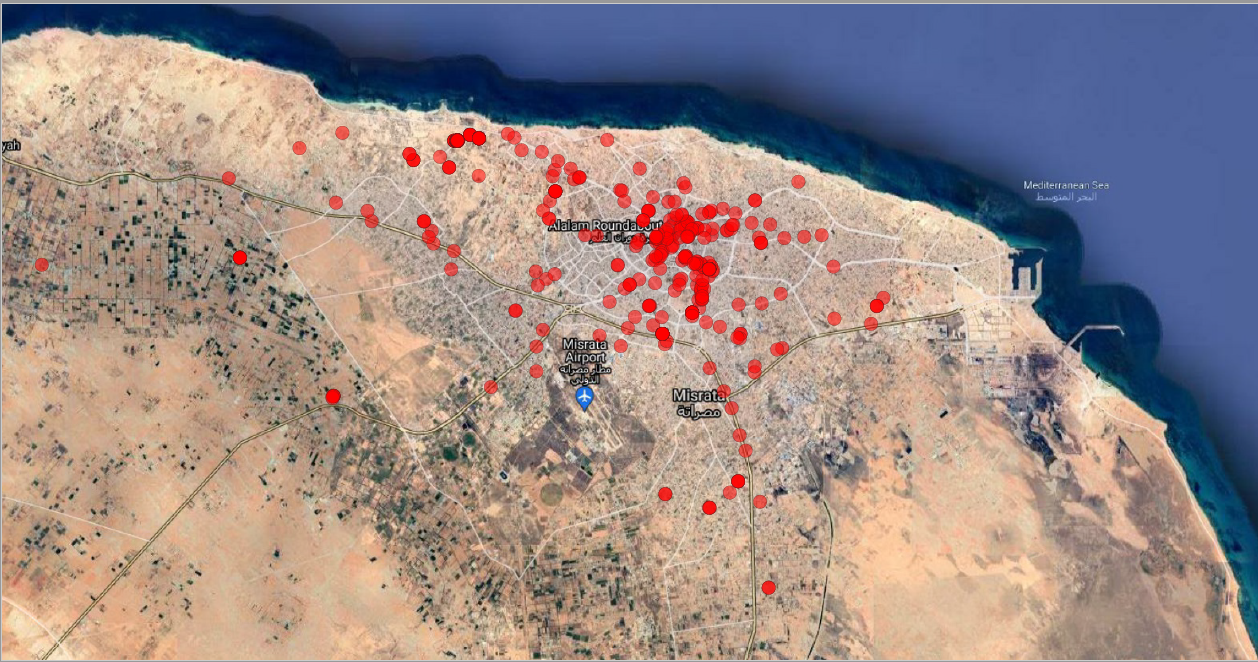 yah
Mediterranean Sea
البحر المتوسط
Alalam Roundabout
Misrata
Airport
مطار مصراتة
الدولي
Misrata
مصراتة